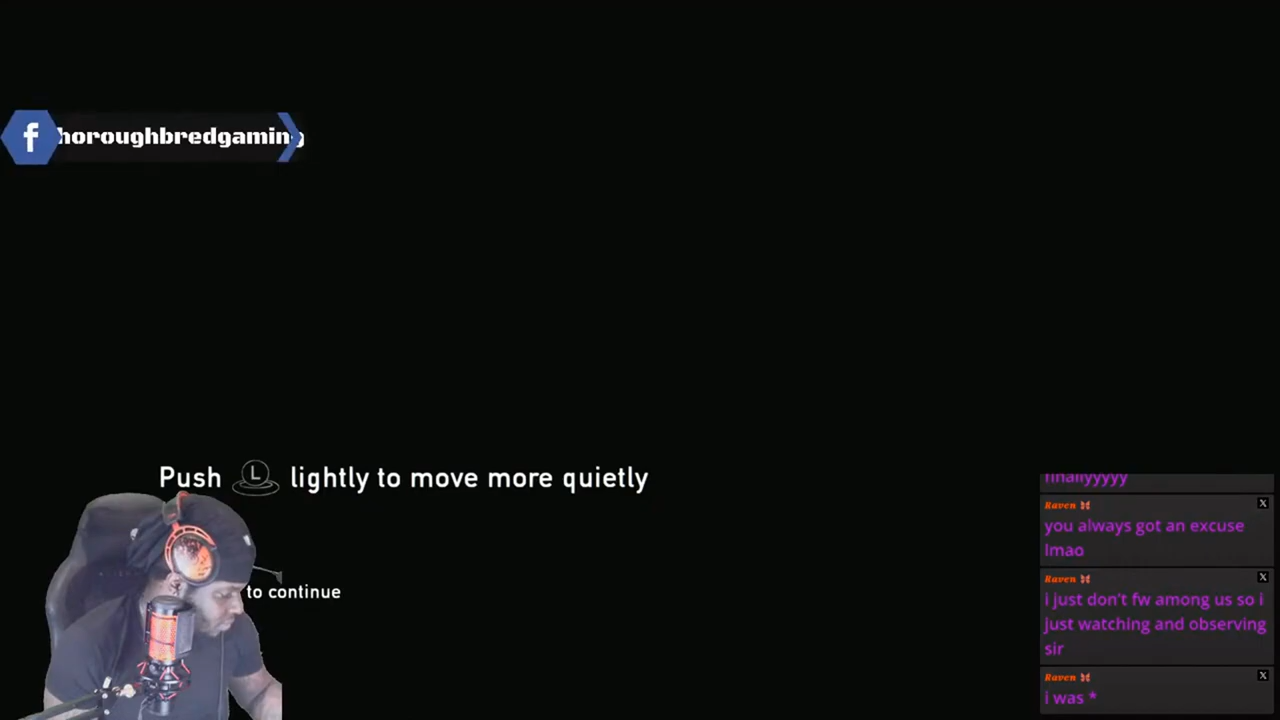 f horoughbredgaming
Push L lightly to move more quietly
to continue
finallyyyyy
Raven
you always got an excuse
lmao
Raven
i just don't fw among us so i
just watching and observing
sir
Raven
i was *